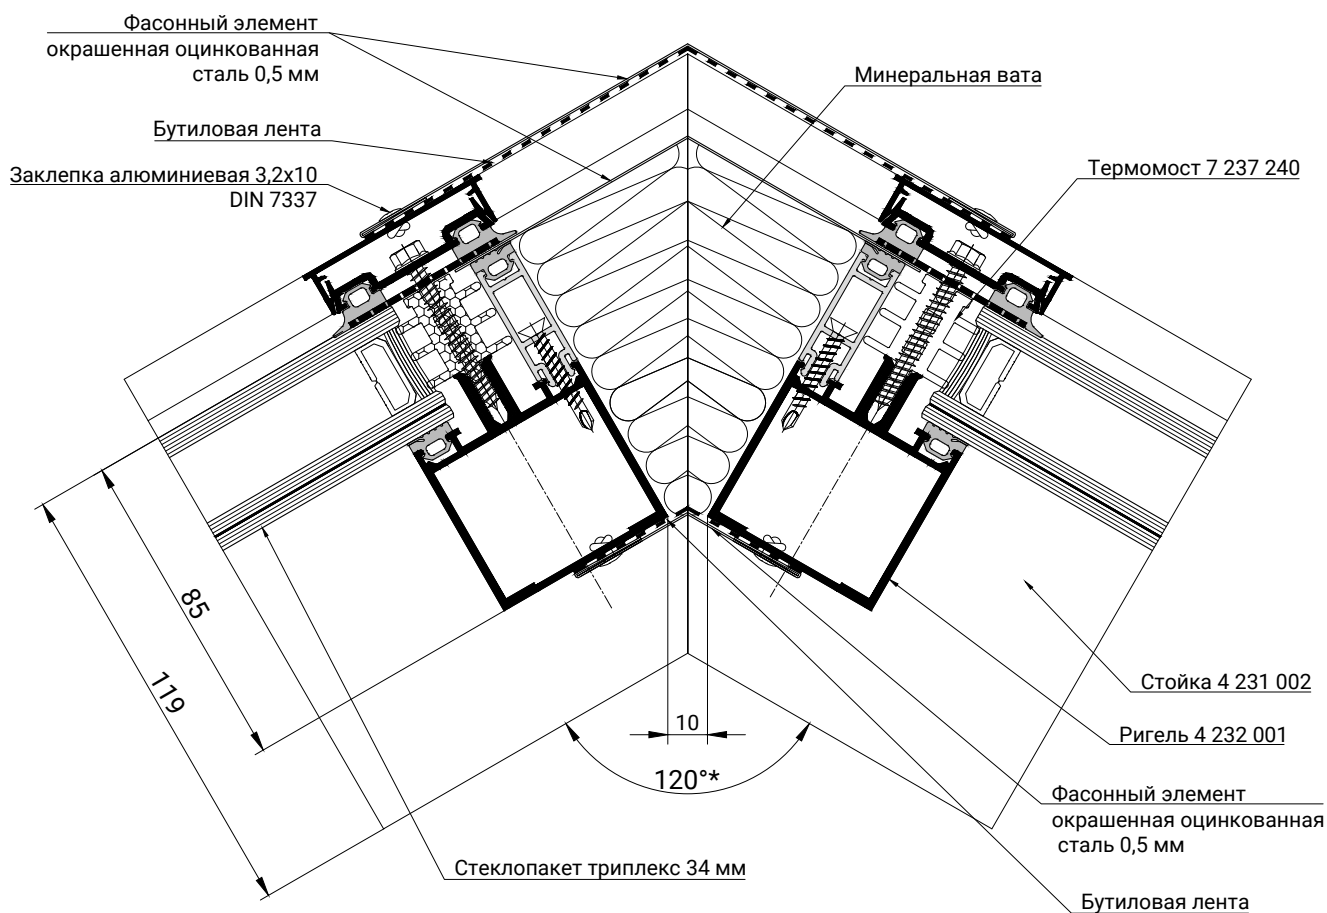 Фасонный элемент
окрашенная оцинкованная
сталь 0,5 мм
Минеральная вата
Бутиловая лента
Заклепка алюминиевая 3,2х10
DIN 7337
Термомост 7 237 240
85
119
10
120°*
Стойка 4 231 002
Ригель 4 232 001
Фасонный элемент
окрашенная оцинкованная
сталь 0,5 мм
Стеклопакет триплекс 34 мм
Бутиловая лента